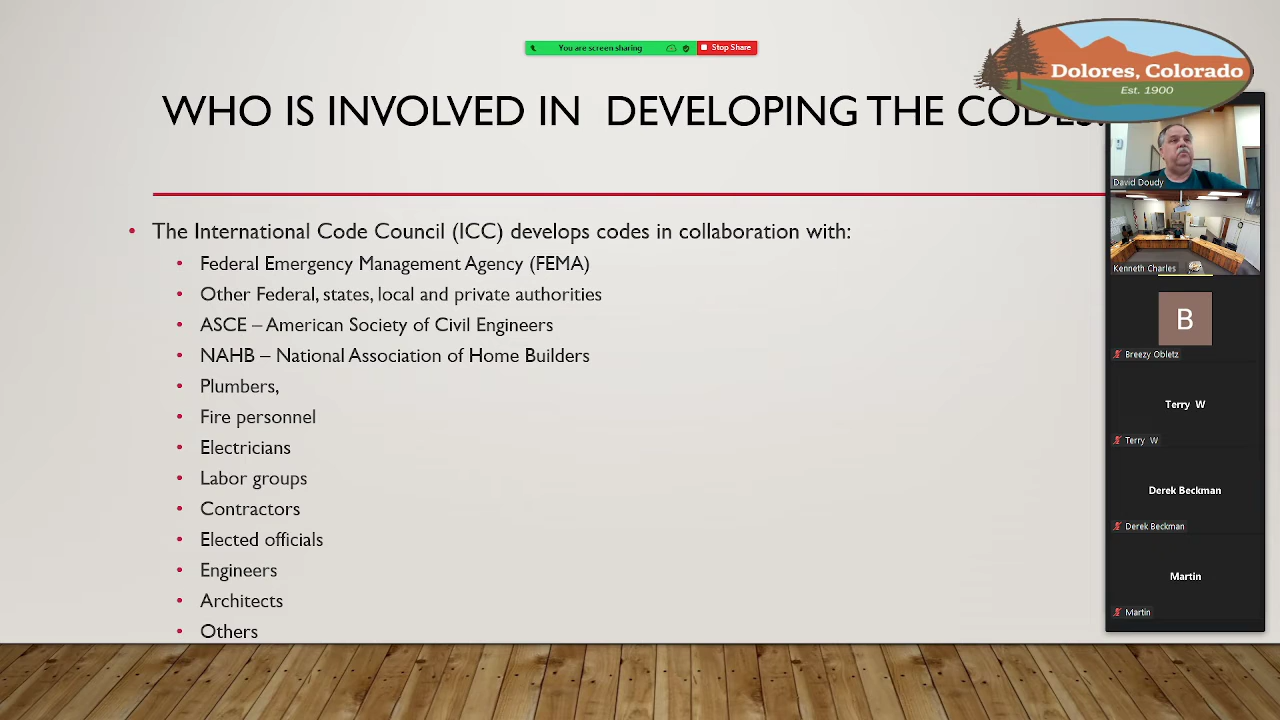 You are screen sharing
Stop Share
Dolores, Colorado
Est. 1900
WHO IS INVOLVED IN DEVELOPING THE
The International Code Council (ICC) develops codes in collaboration with:
Federal Emergency Management Agency (FEMA)
Other Federal, states, local and private authorities
ASCE – American Society of Civil Engineers
NAHB – National Association of Home Builders
Plumbers,
Fire personnel
Electricians
Labor groups
Contractors
Elected officials
Engineers
Architects
Others
David Doudy
Kenneth Charles
B
Breezy Obletz
Terry W
Terry W
Derek Beckman
Derek Beckman
Martin
Martin